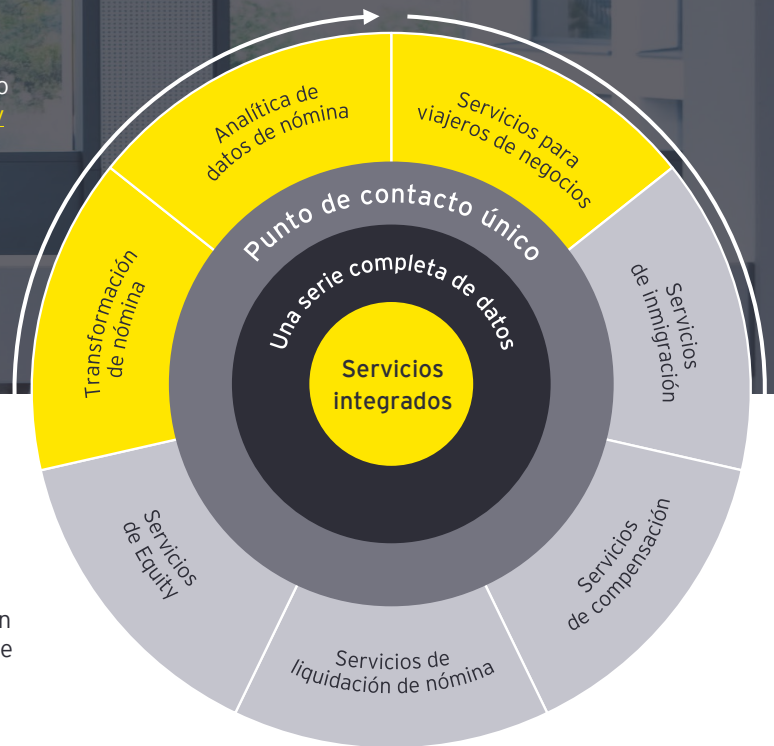 Analítica de
datos de nómina
Servicios para
viajeros de negocios
Servicios
de inmigración
Servicios
de compensación
Servicios de
liquidación de nómina
Servicios
de Equity
Transformación
de nómina
Punto de contacto único
Una serie completa de datos
Servicios
integrados